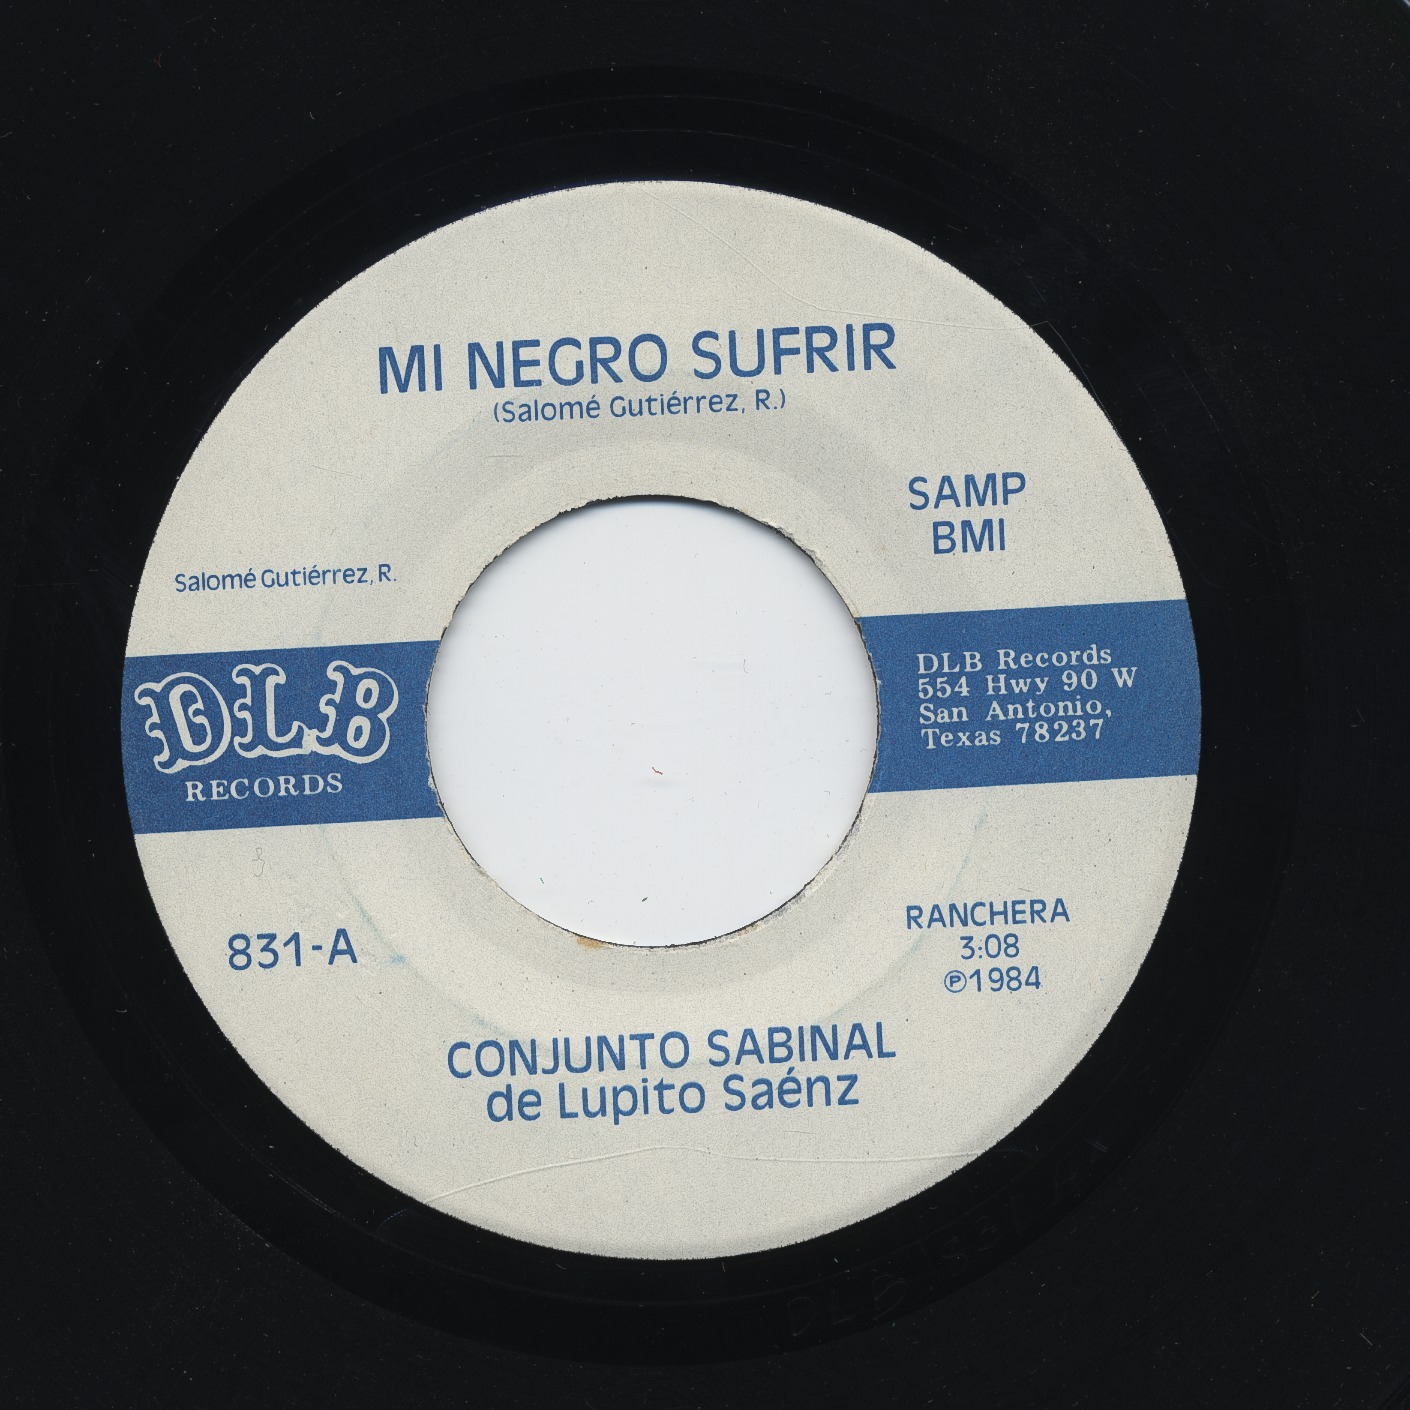 MI NEGRO SUFRIR
(Salomé Gutiérrez, R.)
SAMP
BMI
Salomé Gutiérrez, R.
DLB
RECORDS
DLB Records
554 Hwy 90 W
San Antonio,
Texas 78237
831-A
RANCHERA
3:08
℗1984
CONJUNTO SABINAL
de Lupito Saénz